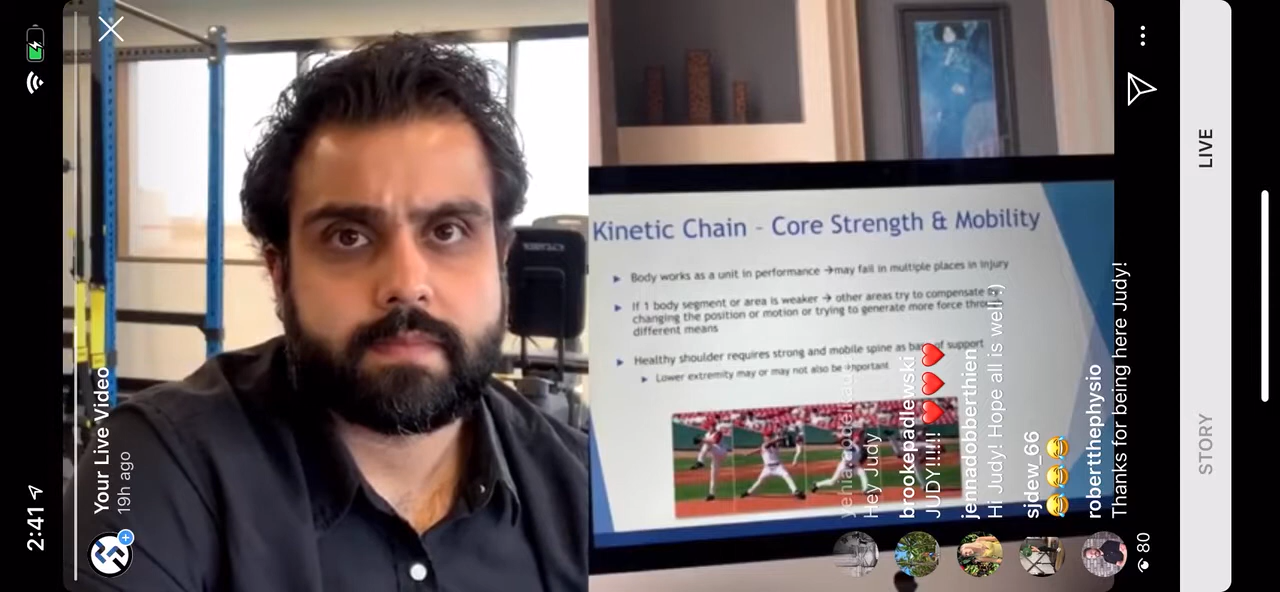 2:41
Your Live Video
19h ago
Kinetic Chain - Core Strength & Mobility
Body works as a unit in performance →may fail in multiple places in injury
If 1 body segment or area is weaker → other areas try to compensate by
changing the position or motion or trying to generate more force through
different means
Healthy shoulder requires strong and mobile spine as base of support
Lower extremity may or may not also be important
Hey Judy
brookepadlewski
JUDY!!!!!! ❤️❤️❤️❤️
jennadobberthien
Hi Judy! Hope all is well! :)
sjdew_66
😂😂😂
robertthephysio
Thanks for being here Judy!
80
LIVE
STORY